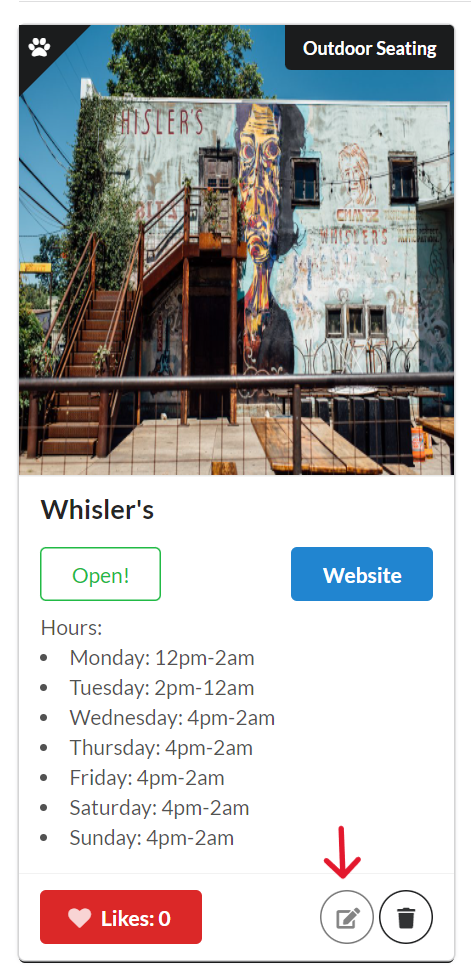 Outdoor Seating
WHISLER'S
WHISLERS
Whisler's
Open!
Website
Hours:
• Monday: 12pm-2am
• Tuesday: 2pm-12am
• Wednesday: 4pm-2am
• Thursday: 4pm-2am
• Friday: 4pm-2am
• Saturday: 4pm-2am
• Sunday: 4pm-2am
Likes: 0